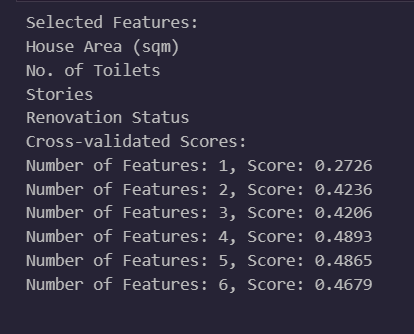 Selected Features:
House Area (sqm)
No. of Toilets
Stories
Renovation Status
Cross-validated Scores:
Number of Features: 1, Score: 0.2726
Number of Features: 2, Score: 0.4236
Number of Features: 3, Score: 0.4206
Number of Features: 4, Score: 0.4893
Number of Features: 5, Score: 0.4865
Number of Features: 6, Score: 0.4679